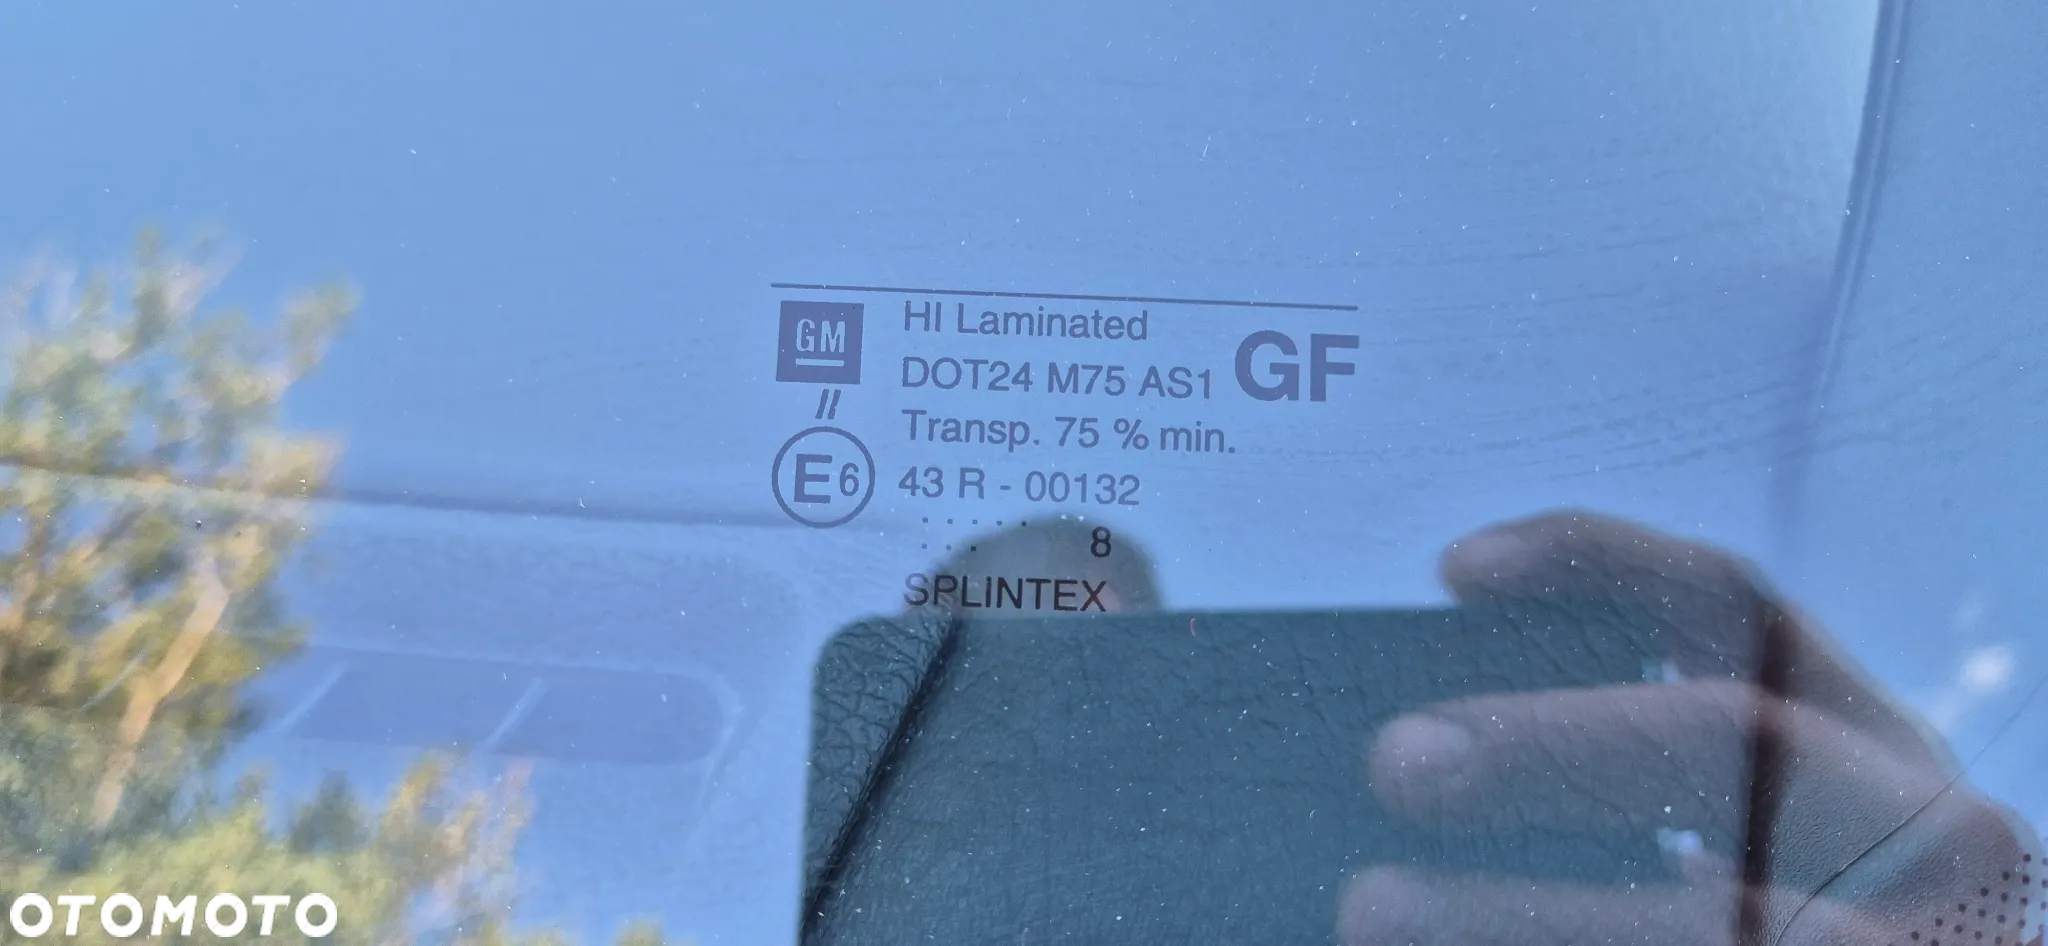 GM
HI Laminated
DOT24 M75 AS1
GF
Transp. 75 % min.
//
E6
43 R - 00132
. . . . .
. . . 8
SPLINTEX
OTOMOTO